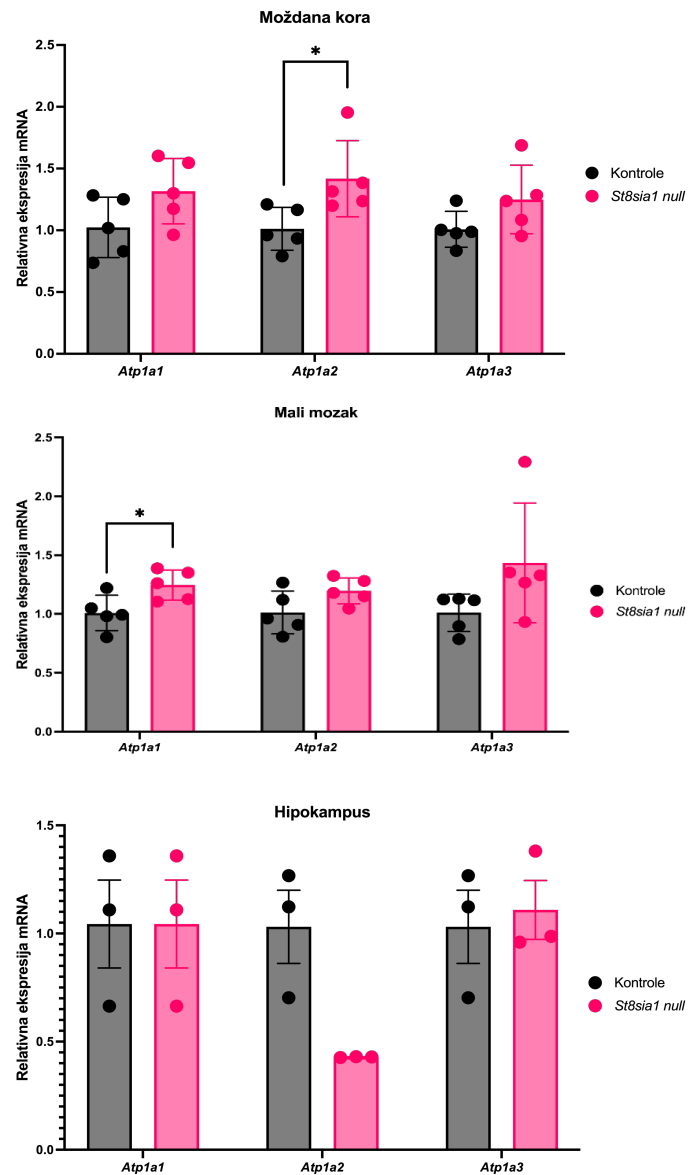 Moždana kora
Relativna ekspresija mRNA
2.5
2.0
1.5
1.0
0.5
0.0
*
Atp1a1
Atp1a2
Atp1a3
Kontrole
St8sia1 null
Mali mozak
Relativna ekspresija mRNA
2.5
2.0
1.5
1.0
0.5
0.0
*
Atp1a1
Atp1a2
Atp1a3
Kontrole
St8sia1 null
Hipokampus
Relativna ekspresija mRNA
1.5
1.0
0.5
0.0
Atp1a1
Atp1a2
Atp1a3
Kontrole
St8sia1 null